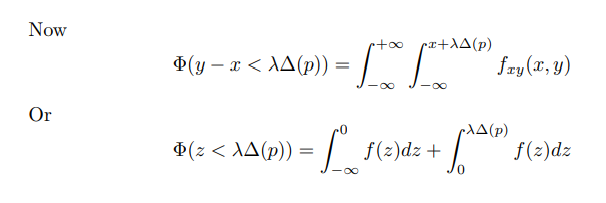 Now
Φ(y − x < λΔ(p)) = ∫_{−∞}^{+∞} ∫_{−∞}^{x+λΔ(p)} f_{xy}(x, y)
Or
Φ(z < λΔ(p)) = ∫_{−∞}^{0} f(z)dz + ∫_{0}^{λΔ(p)} f(z)dz